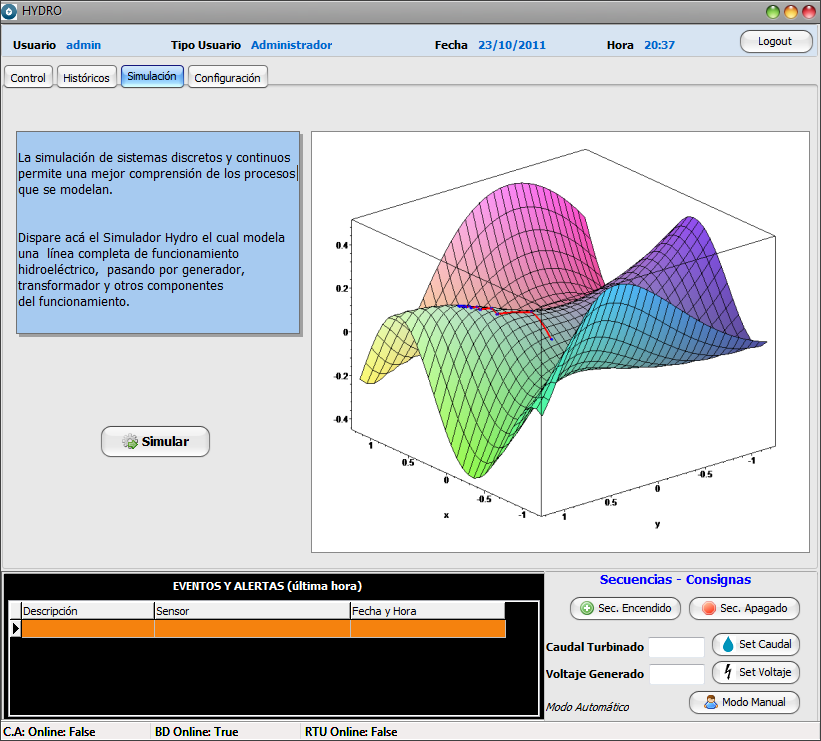 HYDRO
Usuario admin Tipo Usuario Administrador Fecha 23/10/2011 Hora 20:37 Logout
Control Históricos Simulación Configuración
La simulación de sistemas discretos y continuos
permite una mejor comprensión de los procesos
que se modelan.
Dispare acá el Simulador Hydro el cual modela
una línea completa de funcionamiento
hidroeléctrico, pasando por generador,
transformador y otros componentes
del funcionamiento.
Simular
0.4
0.2
0
-0.2
-0.4
1 0.5 0 -0.5 -1
x
1 0.5 0 -0.5 -1
y
EVENTOS Y ALERTAS (última hora)
Descripción Sensor Fecha y Hora
Secuencias - Consignas
Sec. Encendido Sec. Apagado
Caudal Turbinado Set Caudal
Voltaje Generado Set Voltaje
Modo Automático Modo Manual
C.A: Online: False BD Online: True RTU Online: False